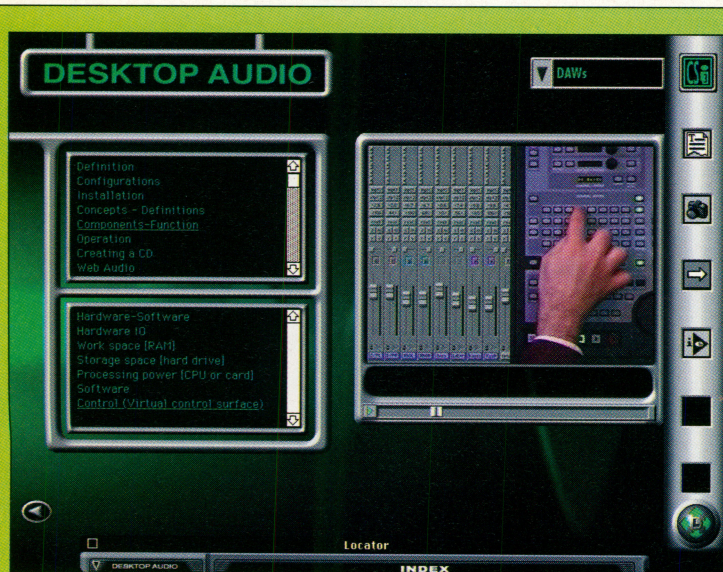 DESKTOP AUDIO
DAWs
CSi
Definition
Configurations
Installation
Concepts - Definitions
Components-Function
Operation
Creating a CD
Web Audio
Hardware-Software
Hardware IO
Work space [RAM]
Storage space [hard drive]
Processing power [CPU or card]
Software
Control (Virtual control surface)
Locator
DESKTOP AUDIO
INDEX